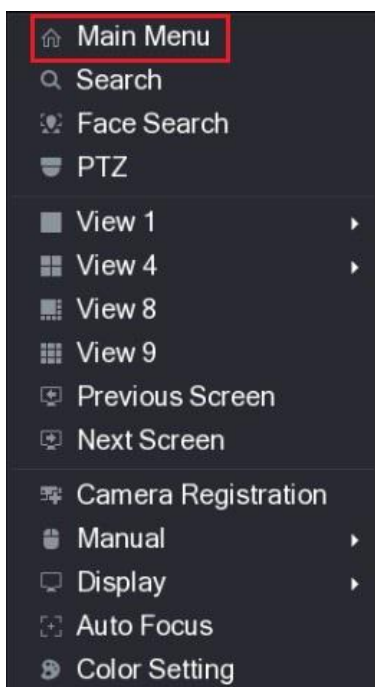 Main Menu
Search
Face Search
PTZ
View 1
View 4
View 8
View 9
Previous Screen
Next Screen
Camera Registration
Manual
Display
Auto Focus
Color Setting